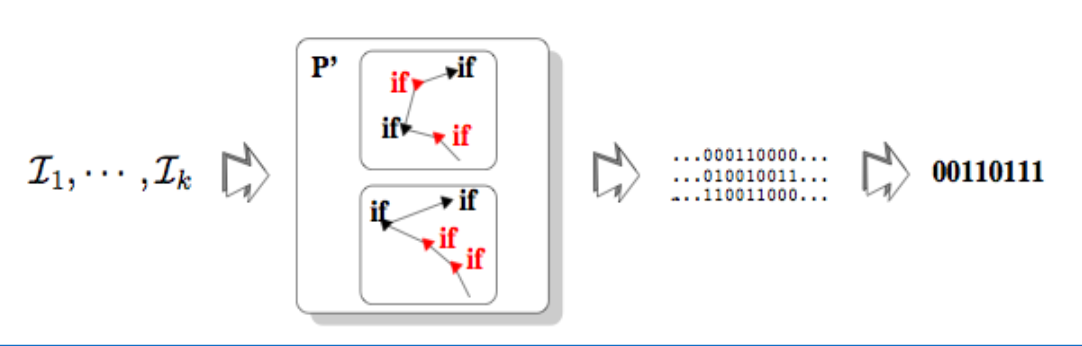 I₁, ⋯ , Iₖ
P’
if
if
if
if
if
if
if
if
...000110000...
...010010011...
...110011000...
00110111